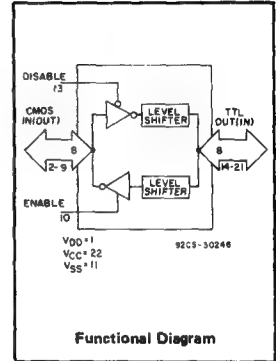 DISABLE
13
CMOS
IN(OUT)
8
2-9
LEVEL
SHIFTER
TTL
OUT(IN)
8
14-21
LEVEL
SHIFTER
ENABLE
10
VDD=1
VCC=22
VSS=11
92CS-30246
Functional Diagram